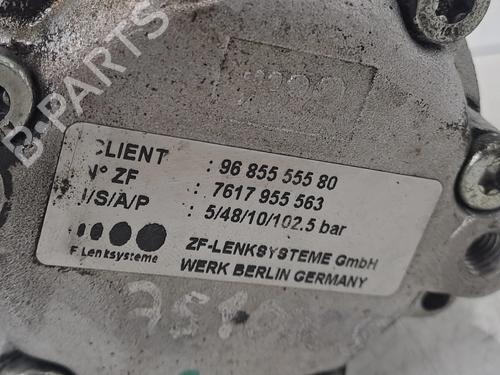 B-PARTS
CLIENT : 96 855 555 80
N° ZF : 7617 955 563
I/S/A/P : 5/48/10/102.5 bar
ZF-LENKSYSTEME GmbH
F Lenksysteme
WERK BERLIN GERMANY